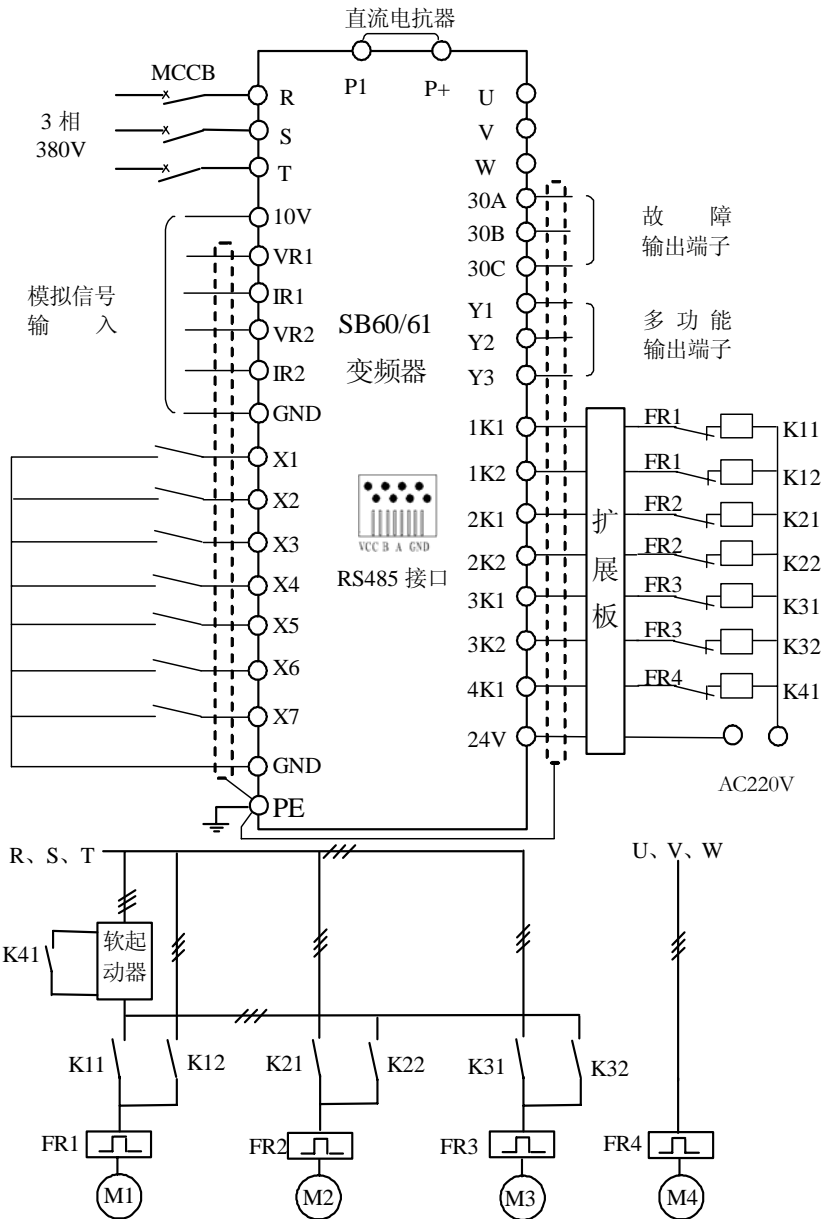 直流电抗器
MCCB
P1
P+
R
U
3 相
380V
S
V
T
W
10V
30A
故 障
输出端子
VR1
30B
IR1
30C
模拟信号
输 入
Y1
多 功 能
输出端子
VR2
SB60/61
变频器
Y2
IR2
Y3
GND
1K1
FR1
K11
X1
1K2
FR1
K12
X2
2K1
FR2
K21
X3
VCC B A GND
2K2
FR2
K22
X4
RS485 接口
3K1
FR3
K31
X5
3K2
FR3
K32
X6
4K1
FR4
K41
X7
24V
扩展板
GND
AC220V
PE
R、S、T
U、V、W
K41
软起
动器
K11
K12
K21
K22
K31
K32
FR1
FR2
FR3
FR4
M1
M2
M3
M4